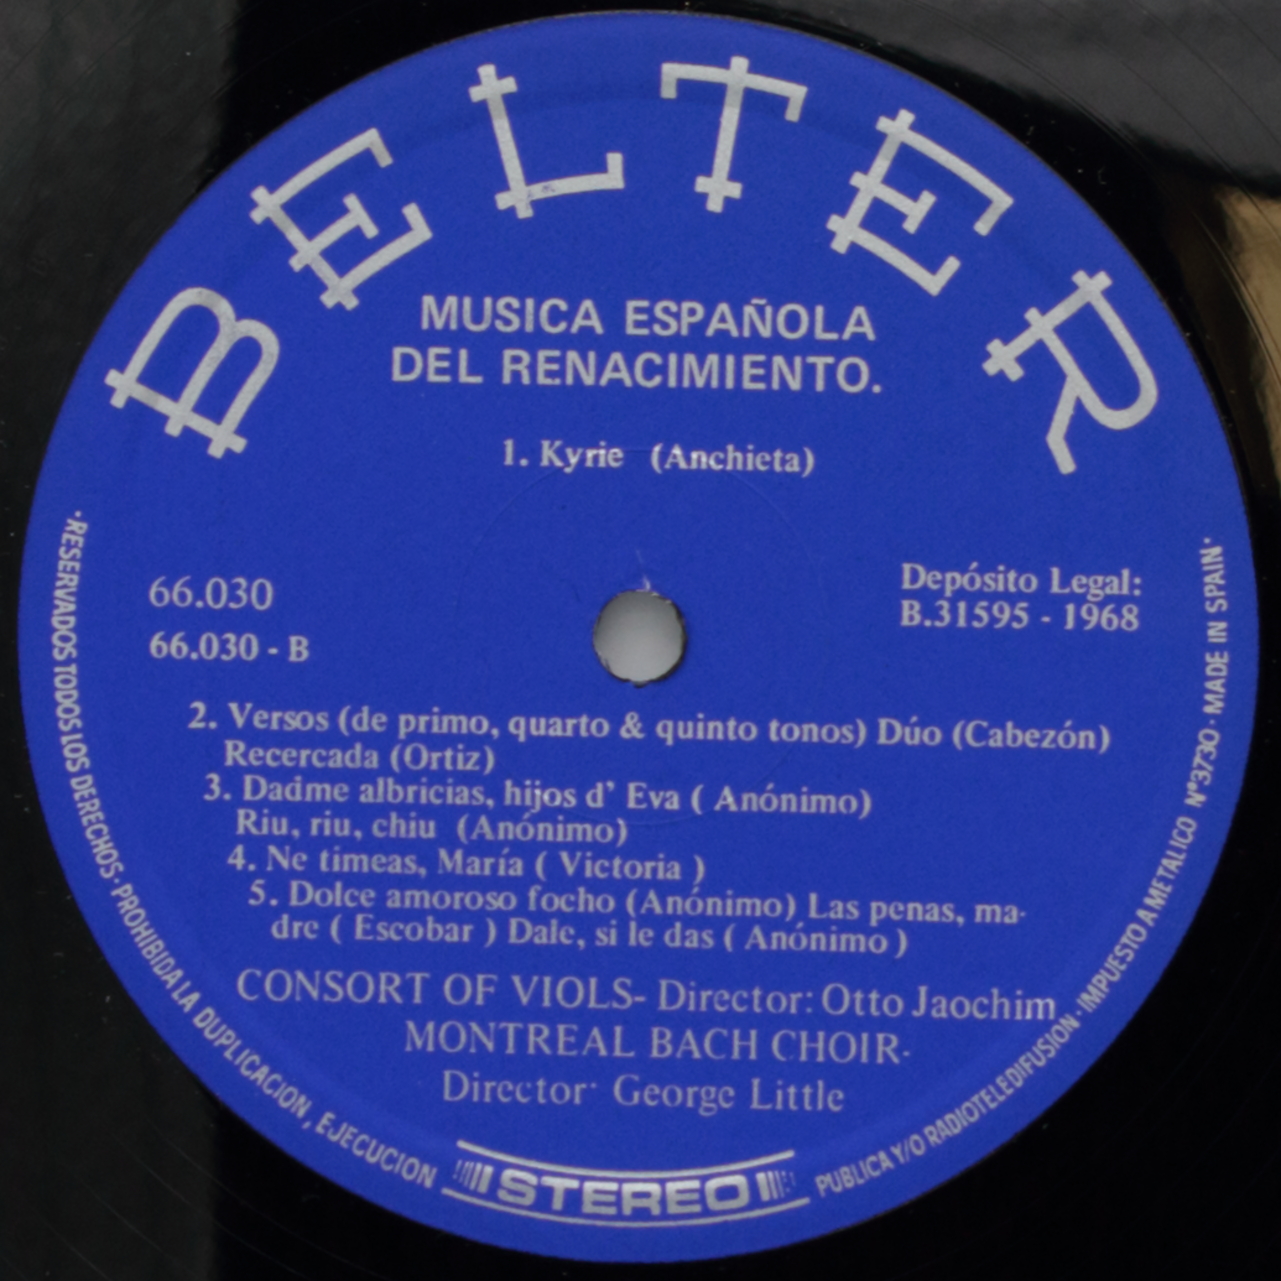 BELTER
MUSICA ESPAÑOLA
DEL RENACIMIENTO.
1. Kyrie (Anchieta)
66.030
66.030 - B
Depósito Legal:
B.31595 - 1968
2. Versos (de primo, quarto & quinto tonos) Dúo (Cabezón)
Recercada (Ortiz)
3. Dadme albricias, hijos d' Eva ( Anónimo)
Riu, riu, chiu (Anónimo)
4. Ne timeas, María ( Victoria )
5. Dolce amoroso focho (Anónimo) Las penas, ma-
dre ( Escobar ) Dale, si le das ( Anónimo )
CONSORT OF VIOLS- Director: Otto Jaochim
MONTREAL BACH CHOIR-
Director· George Little
STEREO
·RESERVADOS TODOS LOS DERECHOS· PROHIBIDA LA DUPLICACION, EJECUCION PUBLICA Y/O RADIOTELEDIFUSION· IMPUESTO A METALICO Nº3730· MADE IN SPAIN·